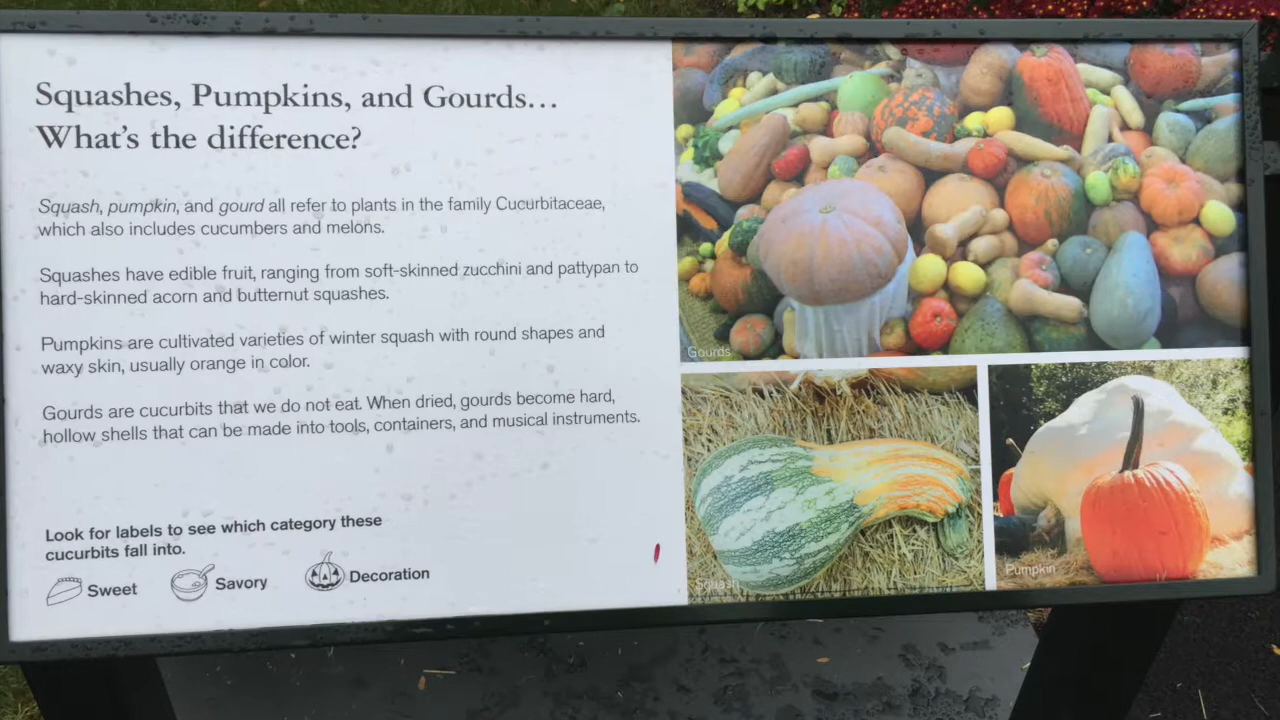 Squashes, Pumpkins, and Gourds…
What’s the difference?
Squash, pumpkin, and gourd all refer to plants in the family Cucurbitaceae,
which also includes cucumbers and melons.
Squashes have edible fruit, ranging from soft-skinned zucchini and pattypan to
hard-skinned acorn and butternut squashes.
Pumpkins are cultivated varieties of winter squash with round shapes and
waxy skin, usually orange in color.
Gourds are cucurbits that we do not eat. When dried, gourds become hard,
hollow shells that can be made into tools, containers, and musical instruments.
Look for labels to see which category these
cucurbits fall into.
Sweet
Savory
Decoration
Gourds
Squash
Pumpkin